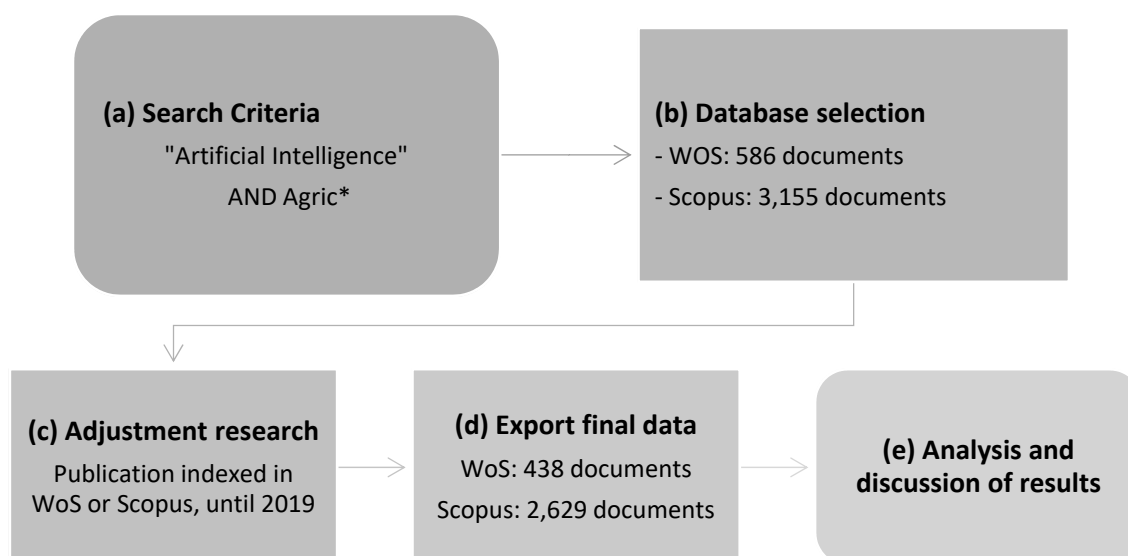 (a) Search Criteria
"Artificial Intelligence"
AND Agric*
(b) Database selection
- WOS: 586 documents
- Scopus: 3,155 documents
(c) Adjustment research
Publication indexed in
WoS or Scopus, until 2019
(d) Export final data
WoS: 438 documents
Scopus: 2,629 documents
(e) Analysis and
discussion of results